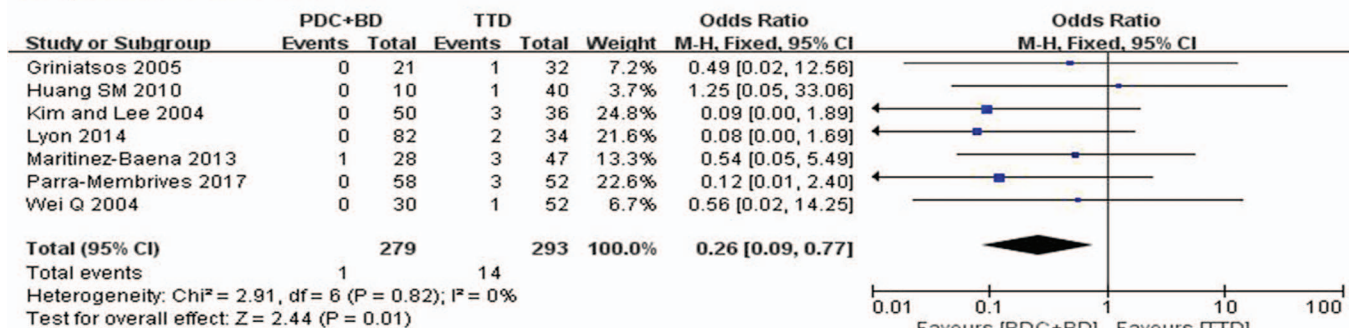 PDC+BD TTD Odds Ratio Odds Ratio
Study or Subgroup Events Total Events Total Weight M-H, Fixed, 95% CI M-H, Fixed, 95% CI
Griniatsos 2005 0 21 1 32 7.2% 0.49 [0.02, 12.56]
Huang SM 2010 0 10 1 40 3.7% 1.25 [0.05, 33.06]
Kim and Lee 2004 0 50 3 36 24.8% 0.09 [0.00, 1.89]
Lyon 2014 0 82 2 34 21.6% 0.08 [0.00, 1.69]
Maritinez-Baena 2013 1 28 3 47 13.3% 0.54 [0.05, 5.49]
Parra-Membrives 2017 0 58 3 52 22.6% 0.12 [0.01, 2.40]
Wei Q 2004 0 30 1 52 6.7% 0.56 [0.02, 14.25]
Total (95% CI) 279 293 100.0% 0.26 [0.09, 0.77]
Total events 1 14
Heterogeneity: Chi² = 2.91, df = 6 (P = 0.82); I² = 0%
Test for overall effect: Z = 2.44 (P = 0.01)
0.01 0.1 1 10 100
Favours [PDC+BD] Favours [TTD]